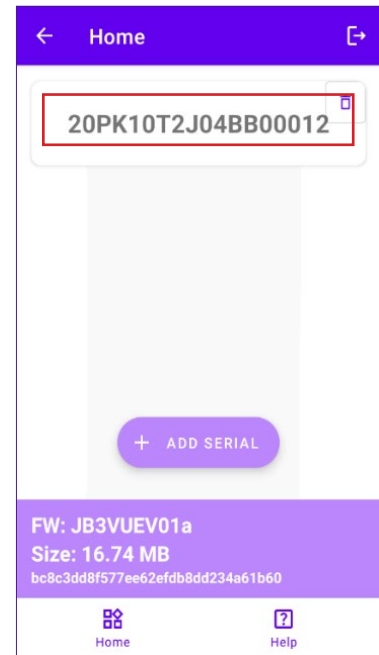 Home
20PK10T2J04BB00012
+ ADD SERIAL
FW: JB3VUEV01a
Size: 16.74 MB
bc8c3dd8f577ee62efdb8dd234a61b60
Home
Help